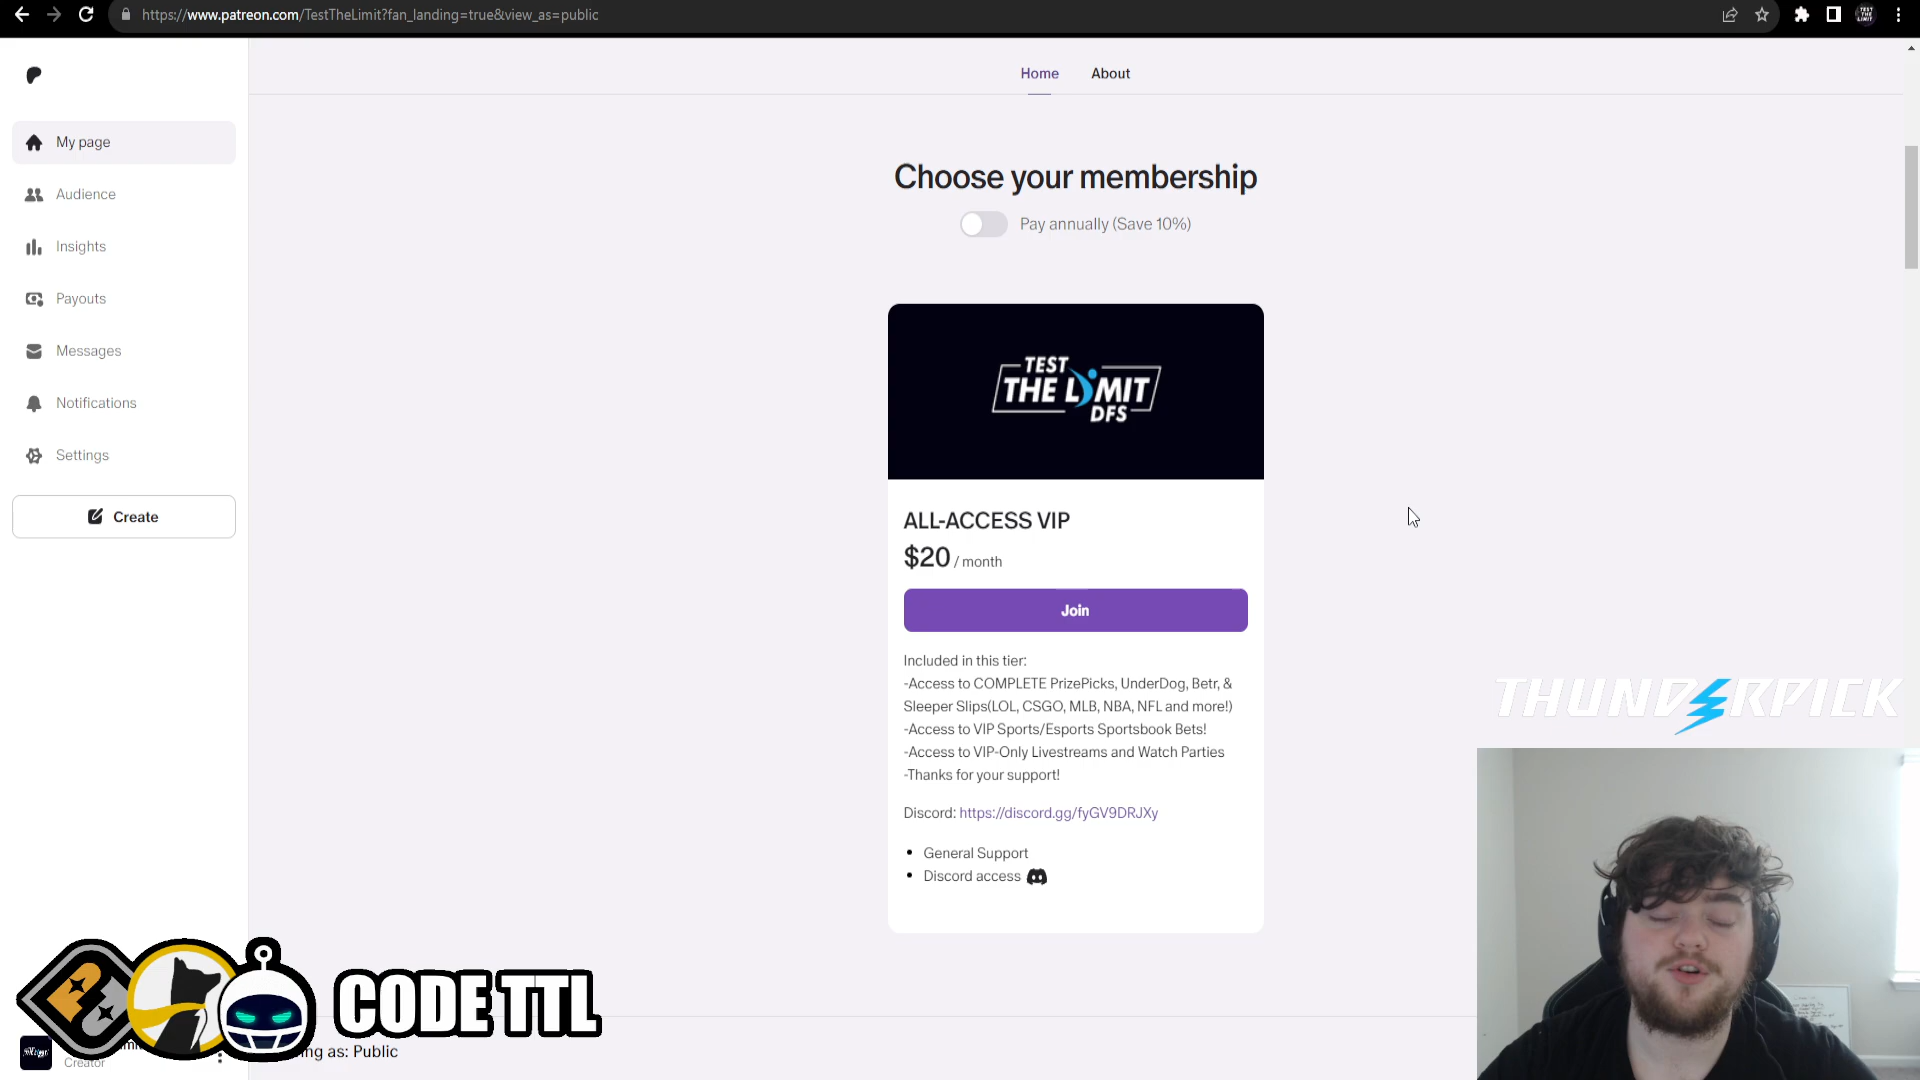 https://www.patreon.com/TestTheLimit?fan_landing=true&view_as=public
Home
About
My page
Audience
Insights
Payouts
Messages
Notifications
Settings
Create
Choose your membership
Pay annually (Save 10%)
TEST
THE LIMIT
DFS
ALL-ACCESS VIP
$20 / month
Join
Included in this tier:
-Access to COMPLETE PrizePicks, UnderDog, Betr, &
Sleeper Slips(LOL, CSGO, MLB, NBA, NFL and more!)
-Access to VIP Sports/Esports Sportsbook Bets!
-Access to VIP-Only Livestreams and Watch Parties
-Thanks for your support!
Discord: https://discord.gg/fyGV9DRJXy
General Support
Discord access
THUNDERPICK
CODE TTL
as: Public
Creator